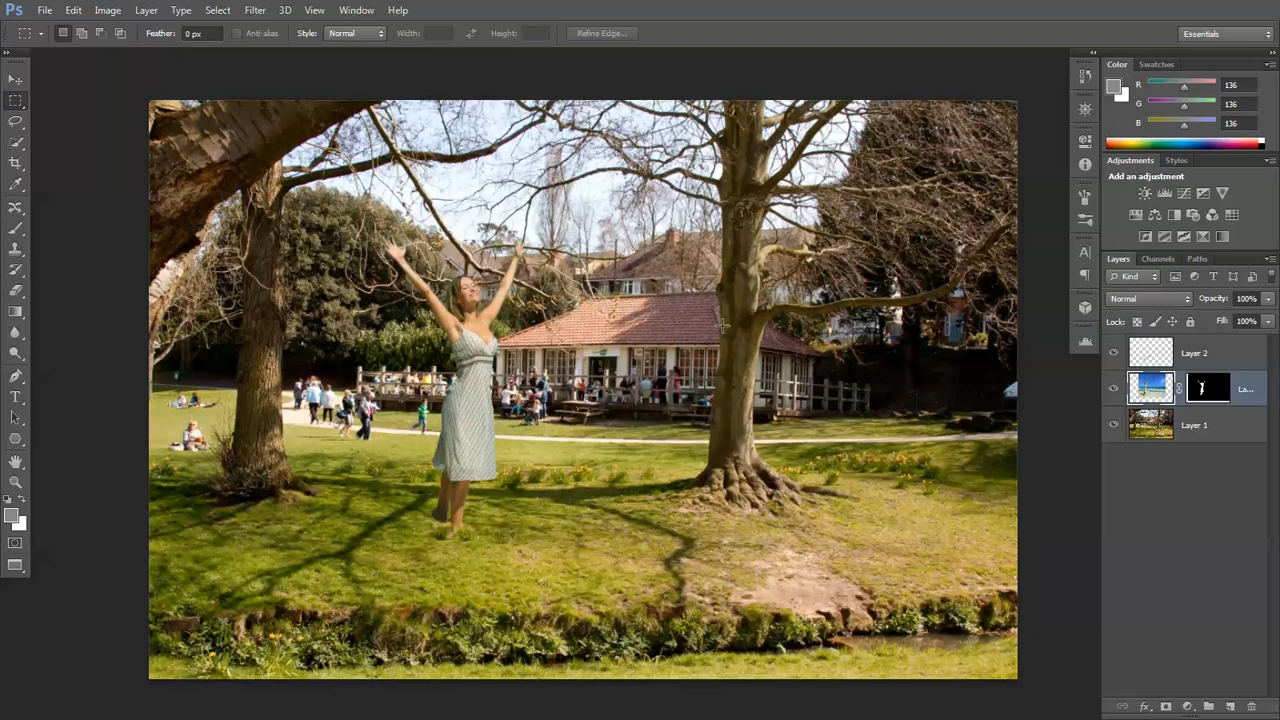 Ps File Edit Image Layer Type Select Filter 3D View Window Help
Feather: 0 px Anti-alias Style: Normal Width: Height: Refine Edge... Essentials
Color Swatches
R 136
G 136
B 136
Adjustments Styles
Add an adjustment
Layers Channels Paths
Kind
Normal Opacity: 100%
Lock: Fill: 100%
Layer 2
La...
Layer 1